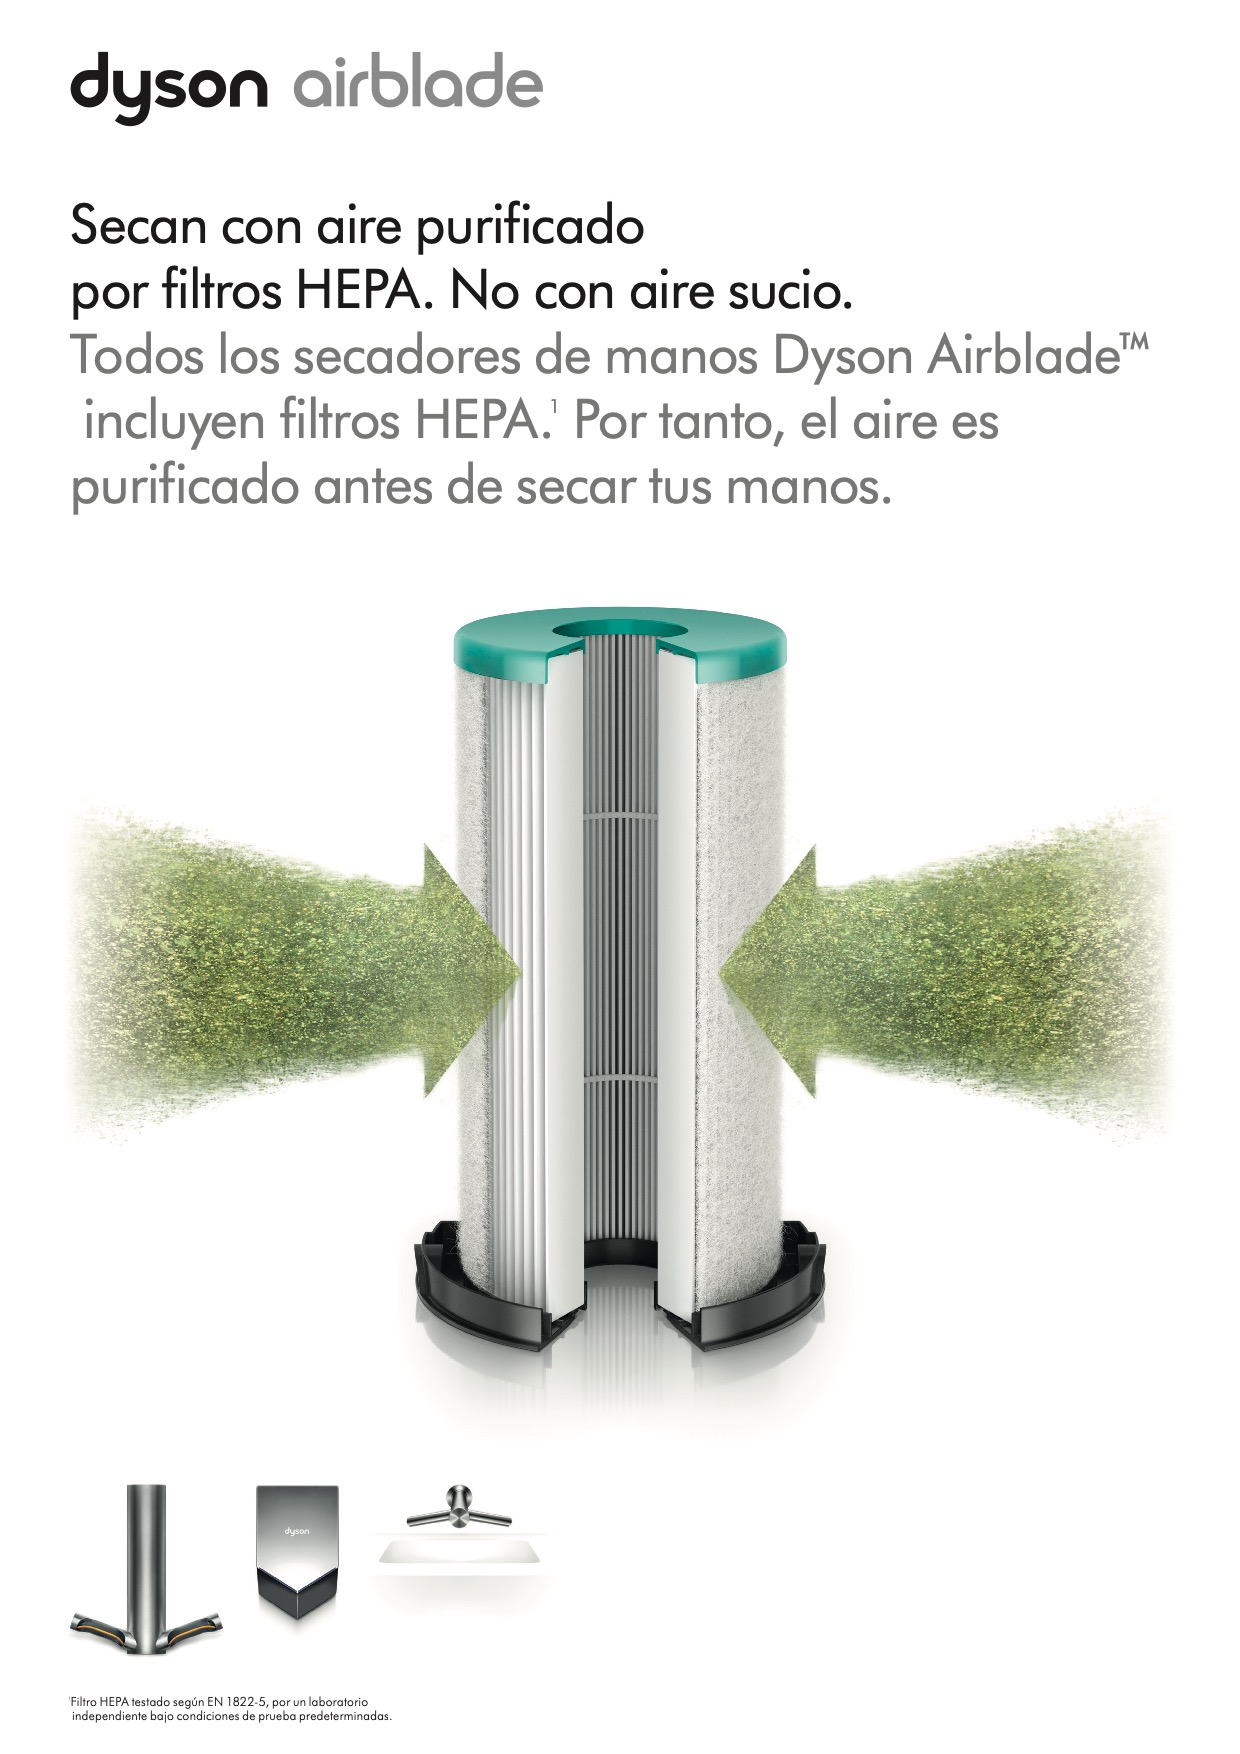 dyson airblade
Secan con aire purificado
por filtros HEPA. No con aire sucio.
Todos los secadores de manos Dyson Airblade™
incluyen filtros HEPA.¹ Por tanto, el aire es
purificado antes de secar tus manos.
dyson
¹Filtro HEPA testado según EN 1822-5, por un laboratorio
independiente bajo condiciones de prueba predeterminadas.